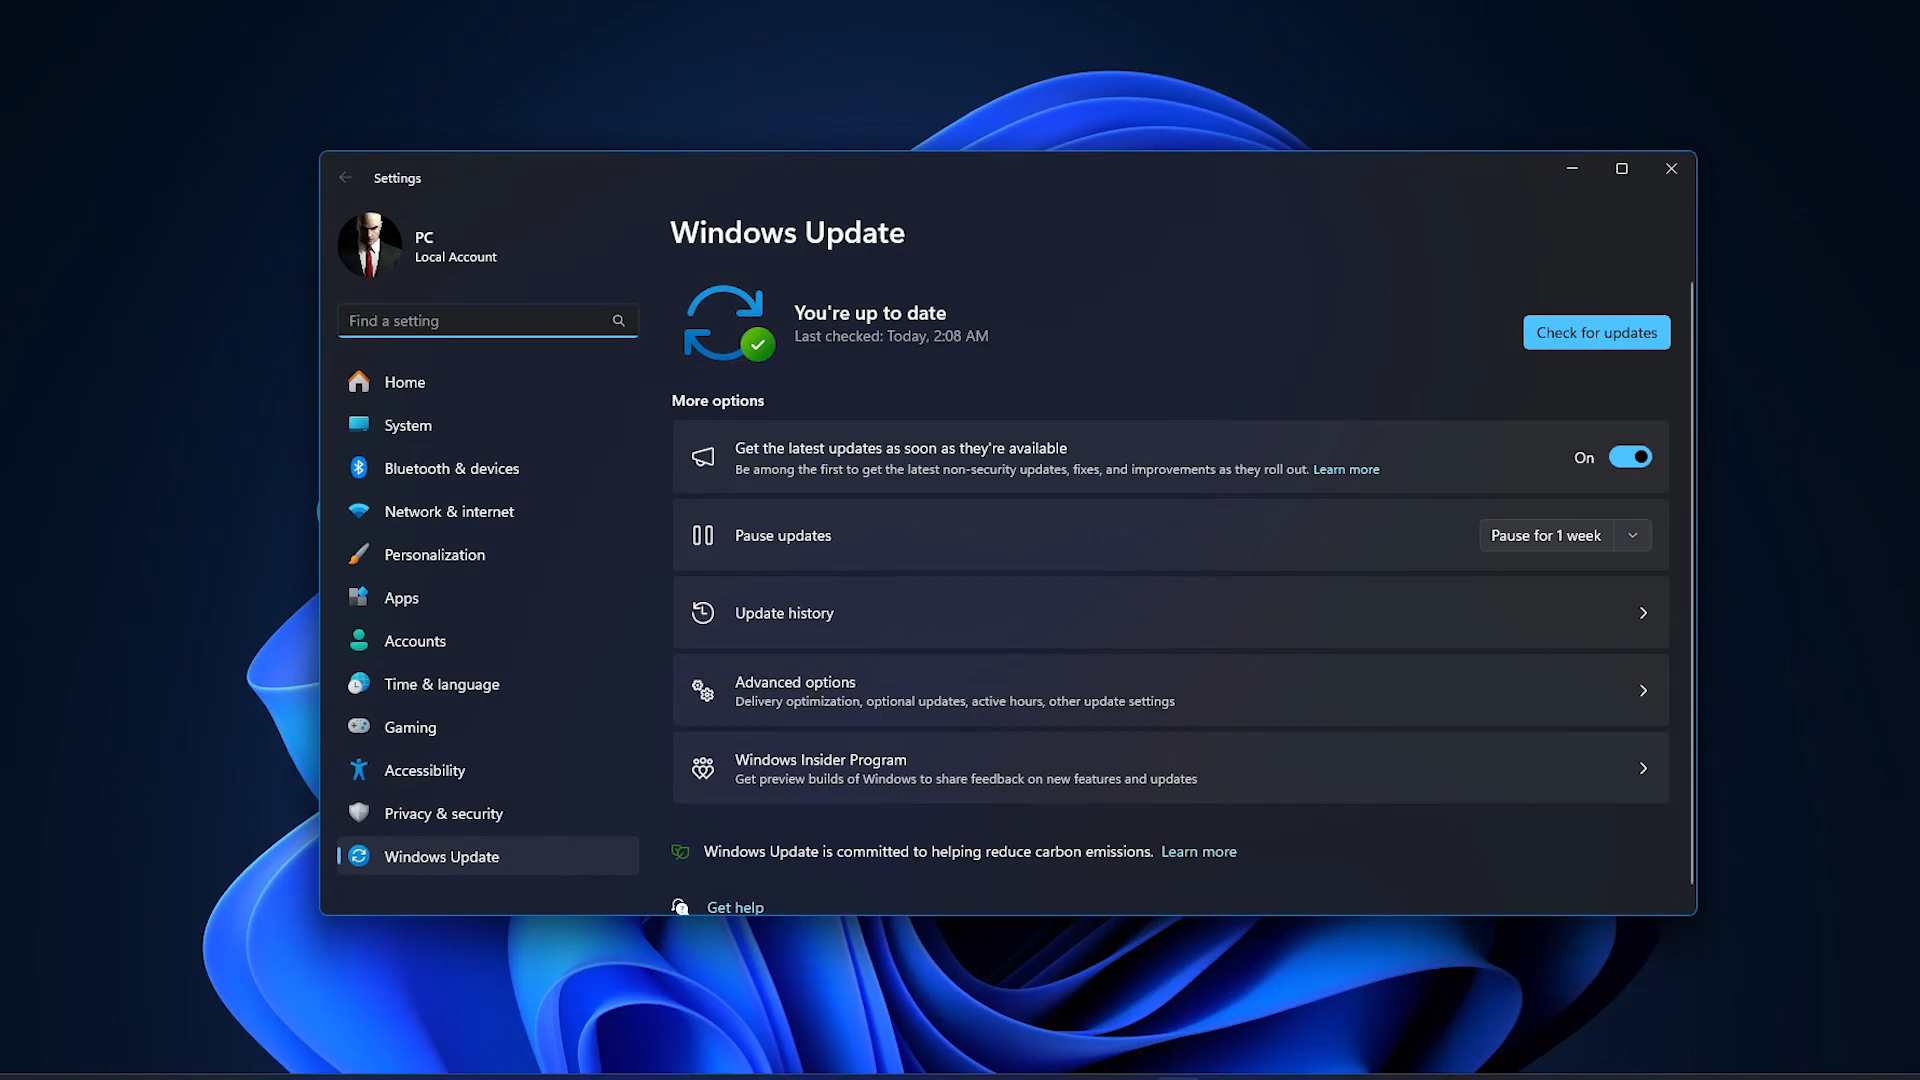 Settings
PC
Local Account
Find a setting
Home
System
Bluetooth & devices
Network & internet
Personalization
Apps
Accounts
Time & language
Gaming
Accessibility
Privacy & security
Windows Update
Windows Update
You're up to date
Last checked: Today, 2:08 AM
Check for updates
More options
Get the latest updates as soon as they're available
Be among the first to get the latest non-security updates, fixes, and improvements as they roll out. Learn more
On
Pause updates
Pause for 1 week
Update history
Advanced options
Delivery optimization, optional updates, active hours, other update settings
Windows Insider Program
Get preview builds of Windows to share feedback on new features and updates
Windows Update is committed to helping reduce carbon emissions. Learn more
Get help